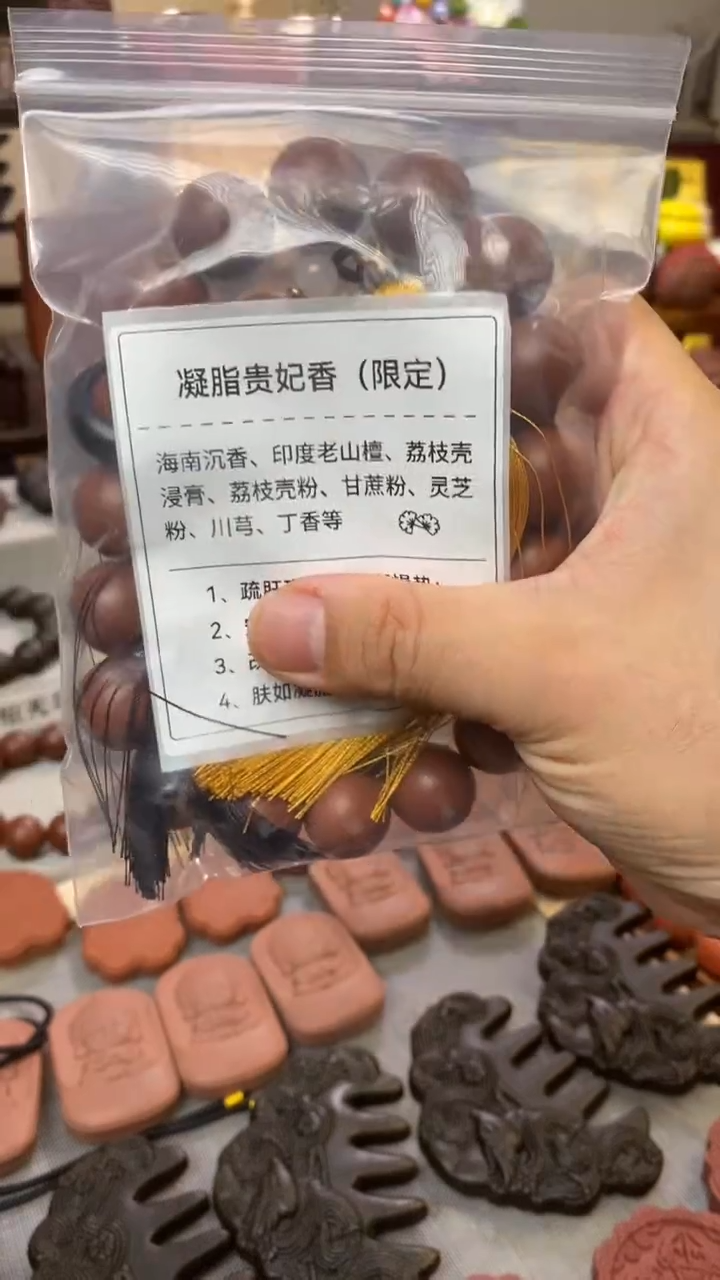 凝脂贵妃香（限定）
海南沉香、印度老山檀、荔枝壳
浸膏、荔枝壳粉、甘蔗粉、灵芝
粉、川芎、丁香等
1、疏肝
2、
3、改
4、肤如凝脂